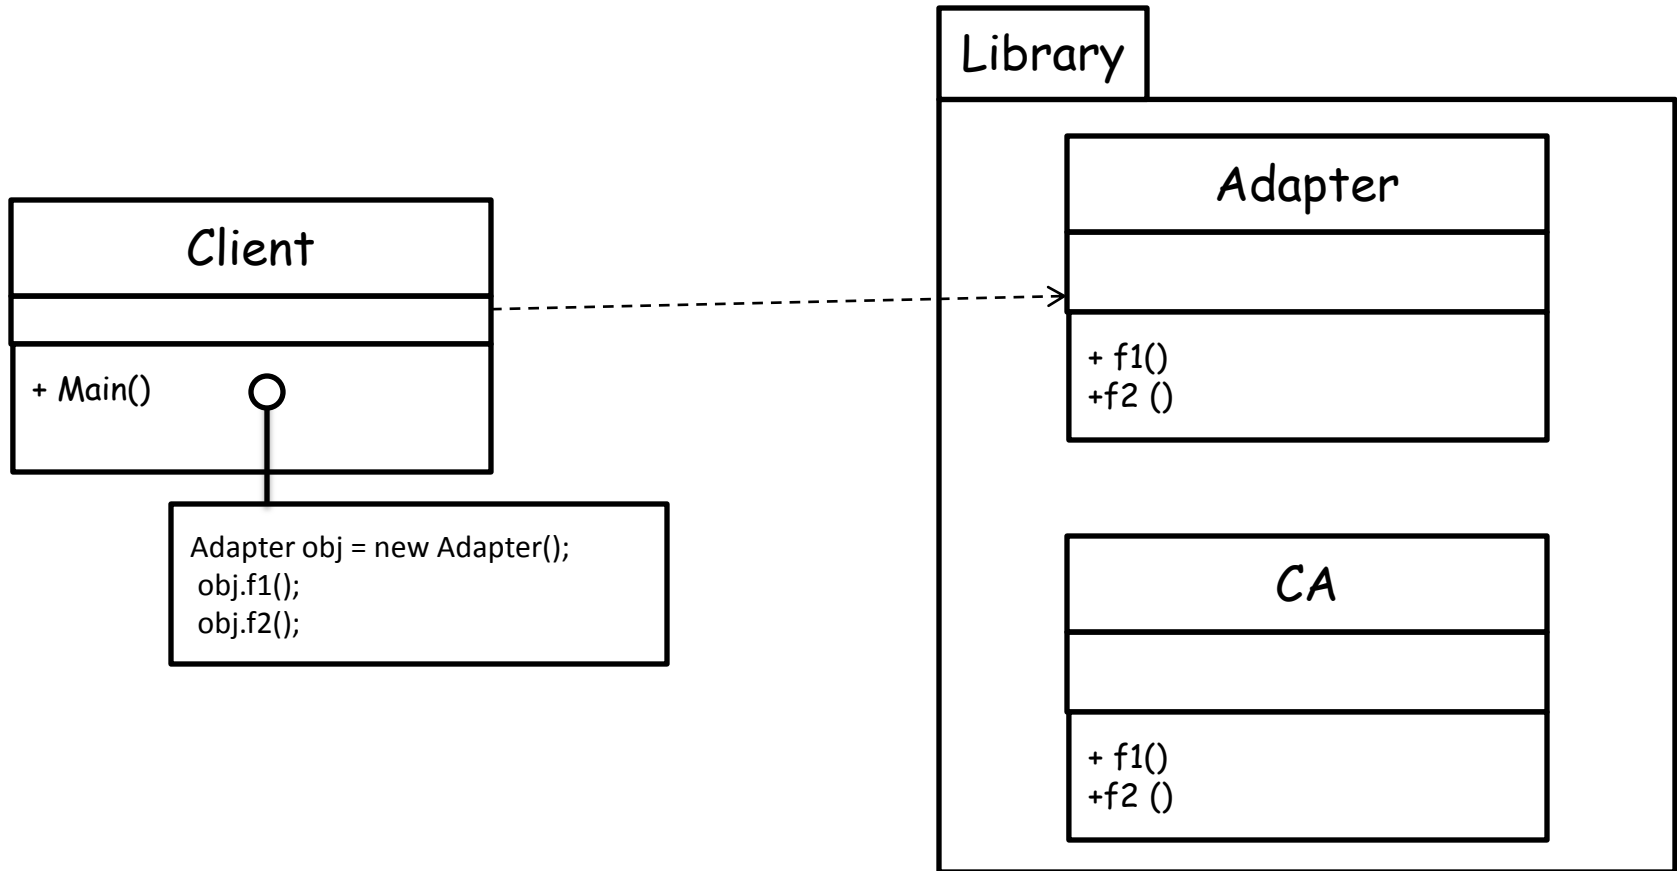 Library
Adapter
+ f1()
+f2 ()
Client
+ Main()
Adapter obj = new Adapter();
obj.f1();
obj.f2();
CA
+ f1()
+f2 ()